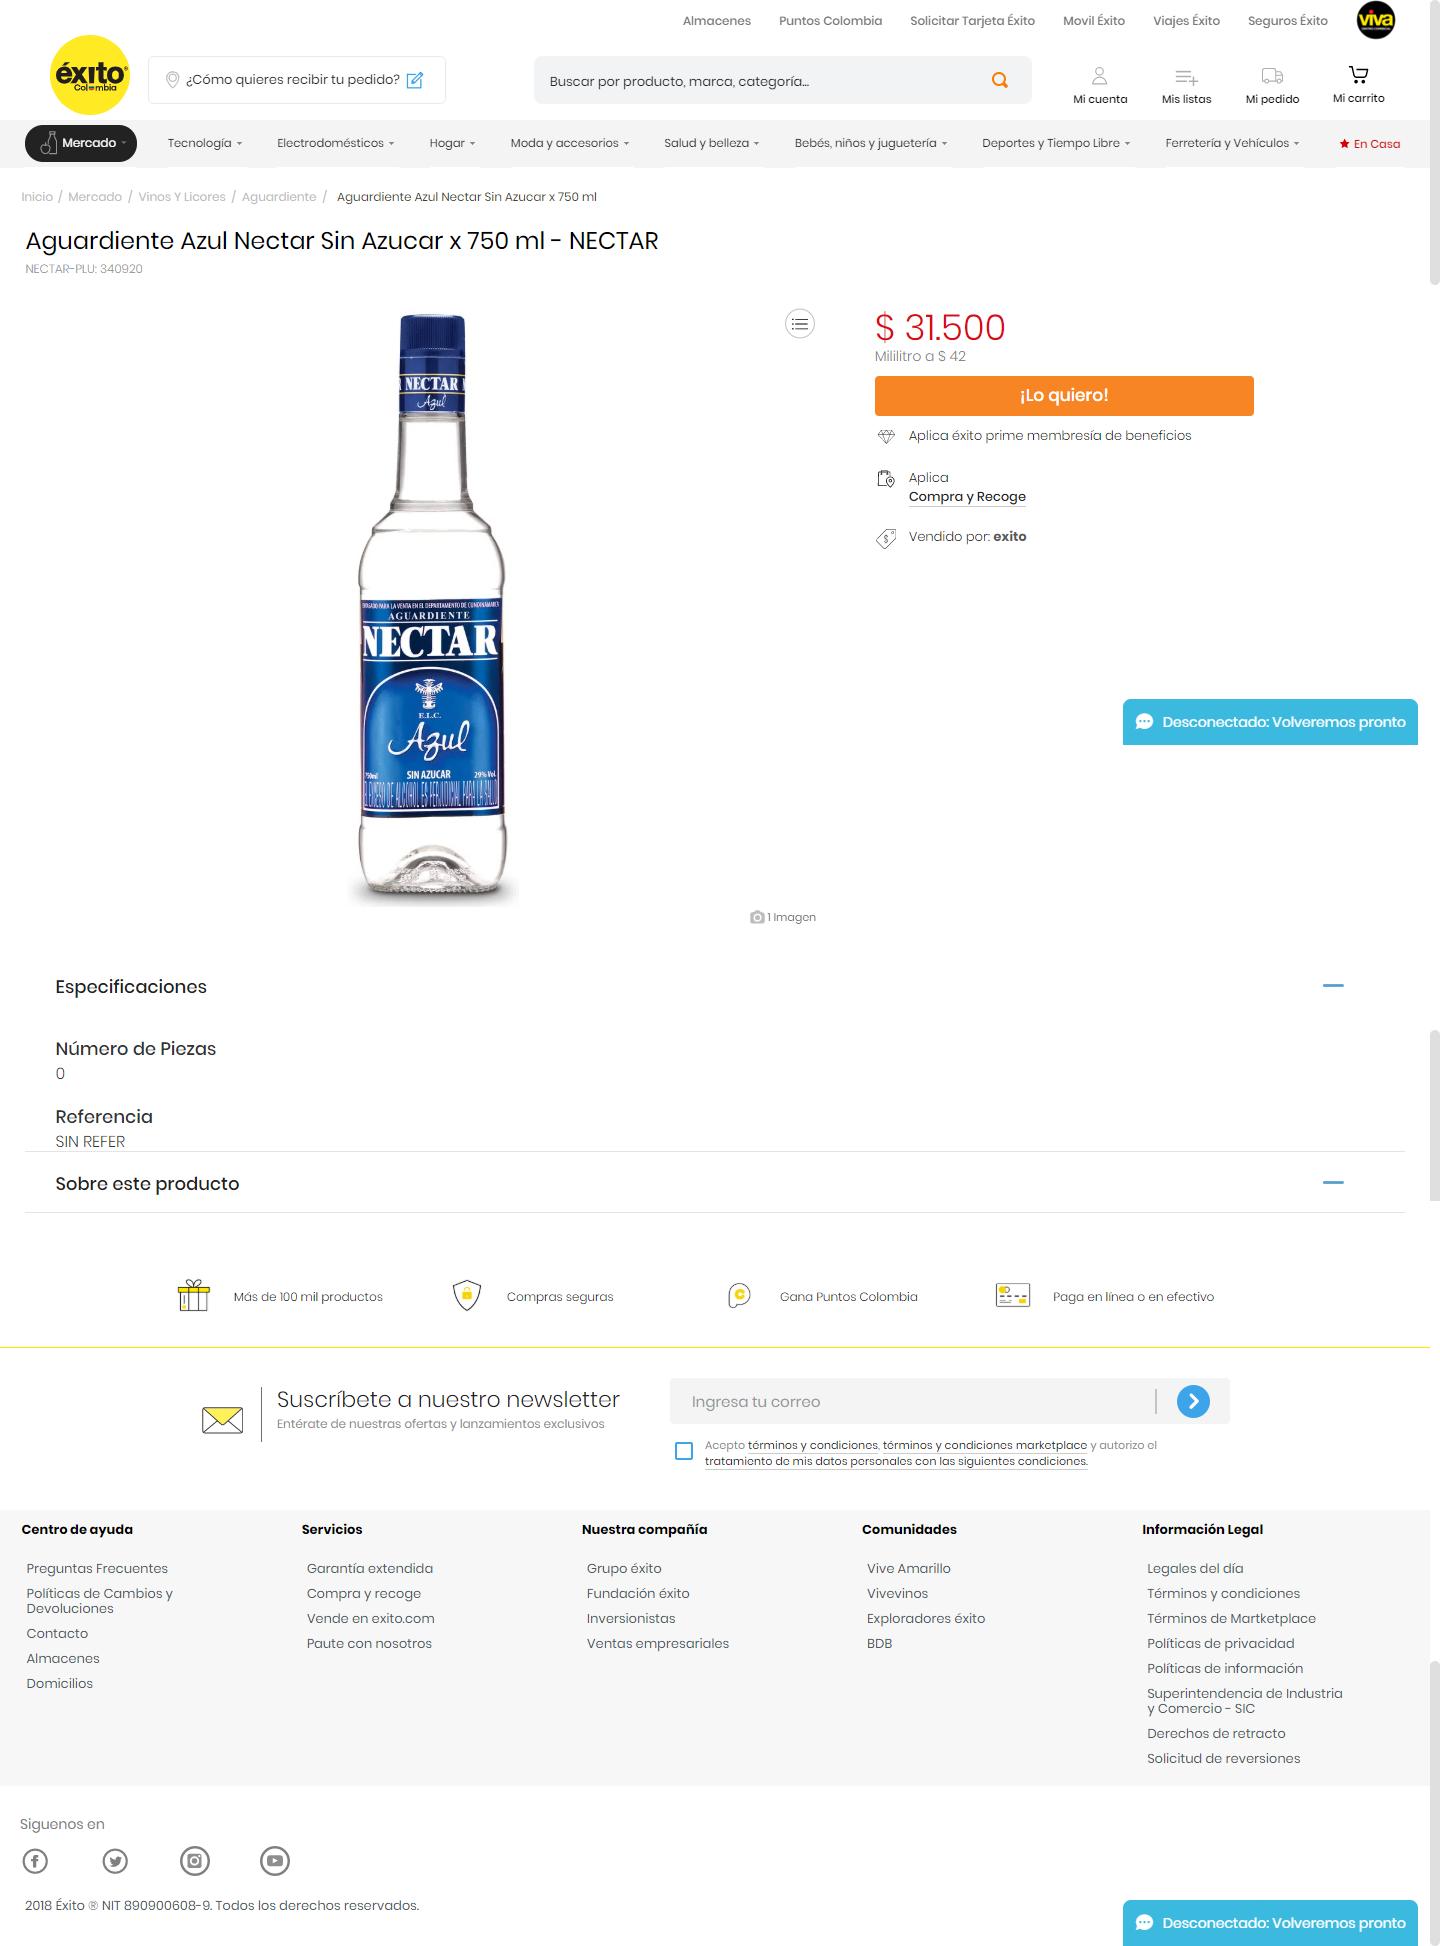 Almacenes Puntos Colombia Solicitar Tarjeta Éxito Movil Éxito Viajes Éxito Seguros Éxito viva
éxito
Colombia
¿Cómo quieres recibir tu pedido?
Buscar por producto, marca, categoría...
Mi cuenta Mis listas Mi pedido Mi carrito
Mercado Tecnología Electrodomésticos Hogar Moda y accesorios Salud y belleza Bebés, niños y juguetería Deportes y Tiempo Libre Ferretería y Vehículos En Casa
Inicio / Mercado / Vinos Y Licores / Aguardiente / Aguardiente Azul Nectar Sin Azucar x 750 ml
Aguardiente Azul Nectar Sin Azucar x 750 ml - NECTAR
NECTAR-PLU: 340920
NECTAR
Azul
AGUARDIENTE
NECTAR
E.L.C.
Azul
750ml SIN AZUCAR 29% Vol.
EL EXCESO DE ALCOHOL ES PERJUDICIAL PARA LA SALUD
1 Imagen
$ 31.500
Mililitro a $ 42
¡Lo quiero!
Aplica éxito prime membresía de beneficios
Aplica
Compra y Recoge
Vendido por: exito
Desconectado: Volveremos pronto
Especificaciones
Número de Piezas
0
Referencia
SIN REFER
Sobre este producto
Más de 100 mil productos Compras seguras Gana Puntos Colombia Paga en línea o en efectivo
Suscríbete a nuestro newsletter
Entérate de nuestras ofertas y lanzamientos exclusivos
Ingresa tu correo
Acepto términos y condiciones, términos y condiciones marketplace y autorizo el
tratamiento de mis datos personales con las siguientes condiciones.
Centro de ayuda
Preguntas Frecuentes
Políticas de Cambios y
Devoluciones
Contacto
Almacenes
Domicilios
Servicios
Garantía extendida
Compra y recoge
Vende en exito.com
Paute con nosotros
Nuestra compañía
Grupo éxito
Fundación éxito
Inversionistas
Ventas empresariales
Comunidades
Vive Amarillo
Vivevinos
Exploradores éxito
BDB
Información Legal
Legales del día
Términos y condiciones
Términos de Martketplace
Políticas de privacidad
Políticas de información
Superintendencia de Industria
y Comercio - SIC
Derechos de retracto
Solicitud de reversiones
Siguenos en
2018 Éxito ® NIT 890900608-9. Todos los derechos reservados.
Desconectado: Volveremos pronto